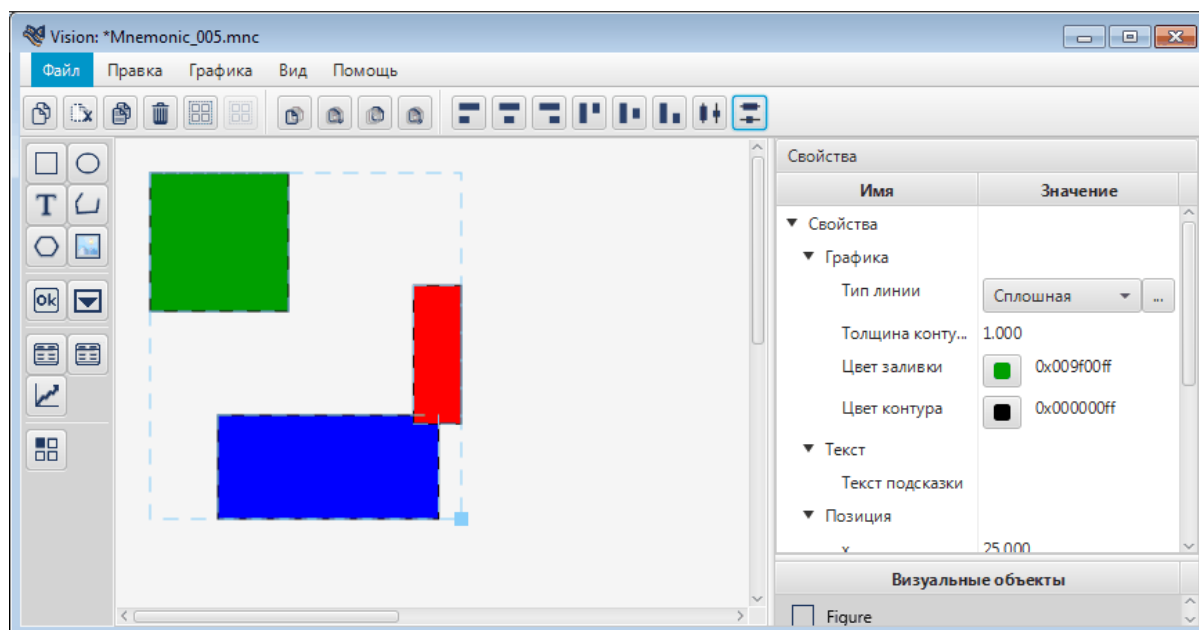 Vision: *Mnemonic_005.mnc
Файл Правка Графика Вид Помощь
T
Ok
Свойства
Имя Значение
Свойства
Графика
Тип линии Сплошная ...
Толщина конту... 1.000
Цвет заливки 0x009f00ff
Цвет контура 0x000000ff
Текст
Текст подсказки
Позиция
x 25.000
Визуальные объекты
Figure